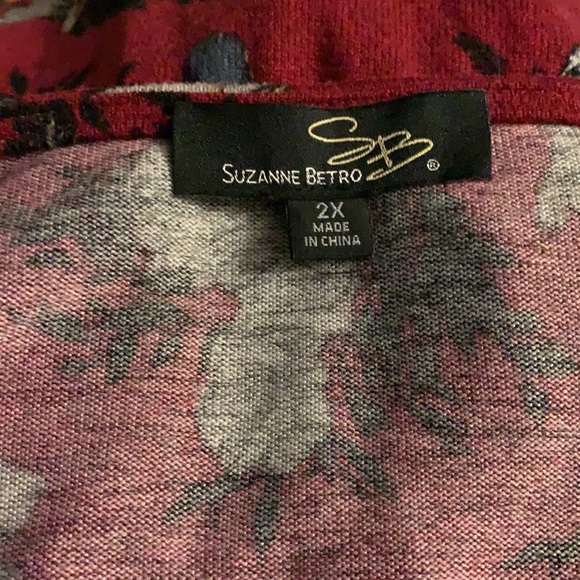 SB
SUZANNE BETRO ®
2X
MADE
IN CHINA